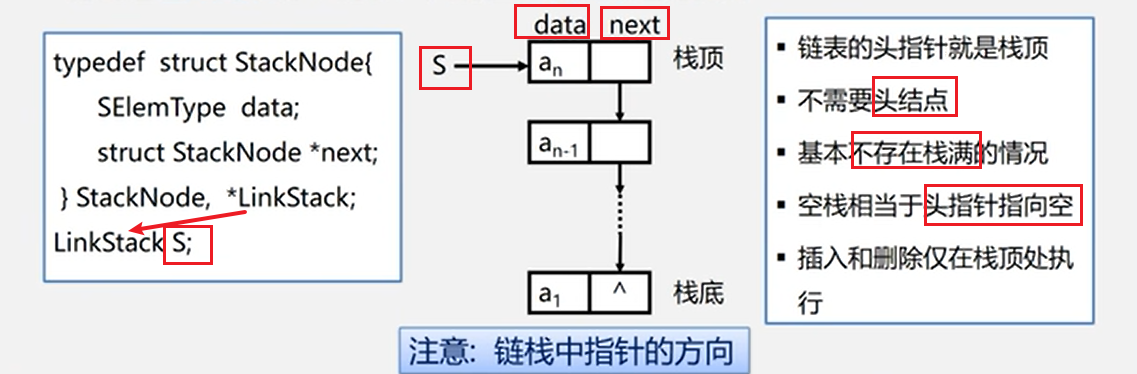 typedef struct StackNode{
SElemType data;
struct StackNode *next;
} StackNode, *LinkStack;
LinkStack S;
data next
S
an
栈顶
an-1
a1
^
栈底
▪ 链表的头指针就是栈顶
▪ 不需要头结点
▪ 基本不存在栈满的情况
▪ 空栈相当于头指针指向空
▪ 插入和删除仅在栈顶处执
行
注意: 链栈中指针的方向